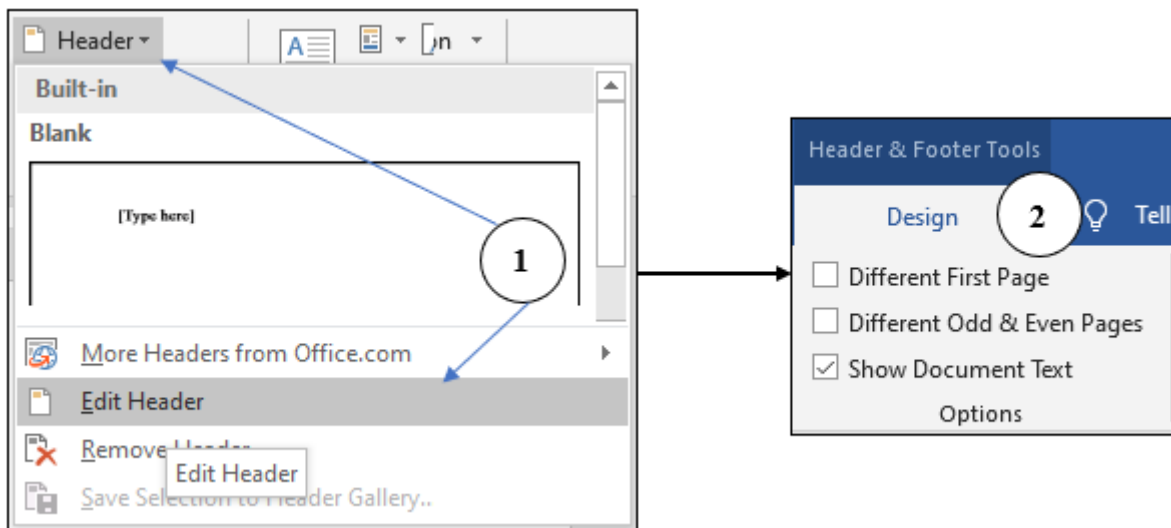 Header
A
n
Built-in
Blank
[Type here]
1
More Headers from Office.com
Edit Header
Remove Header
Edit Header
Save Selection to Header Gallery..
Header & Footer Tools
Design
2
Tell
Different First Page
Different Odd & Even Pages
Show Document Text
Options